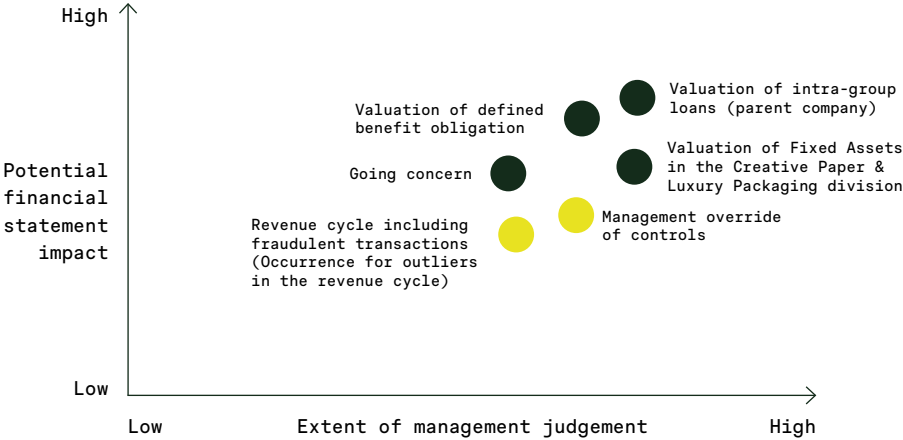 High
Valuation of intra-group
loans (parent company)
Valuation of defined
benefit obligation
Valuation of Fixed Assets
in the Creative Paper &
Luxury Packaging division
Going concern
Potential
financial
statement
impact
Management override
of controls
Revenue cycle including
fraudulent transactions
(Occurrence for outliers
in the revenue cycle)
Low
Low
Extent of management judgement
High